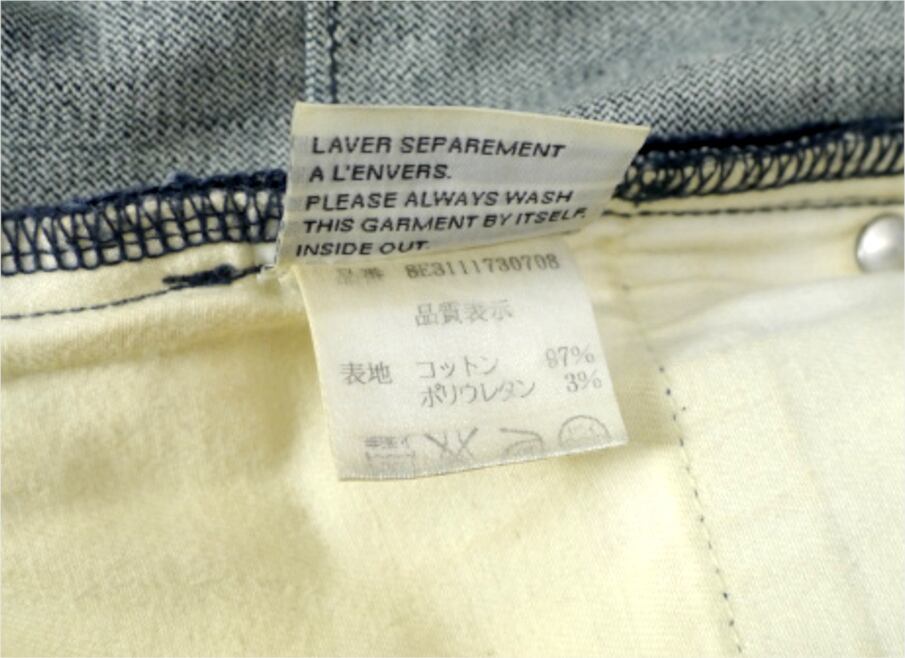 LAVER SEPAREMENT
A L'ENVERS.
PLEASE ALWAYS WASH
THIS GARMENT BY ITSELF.
INSIDE OUT.
品番 8E3111730708
品質表示
表地 コットン 97%
ポリウレタン 3%